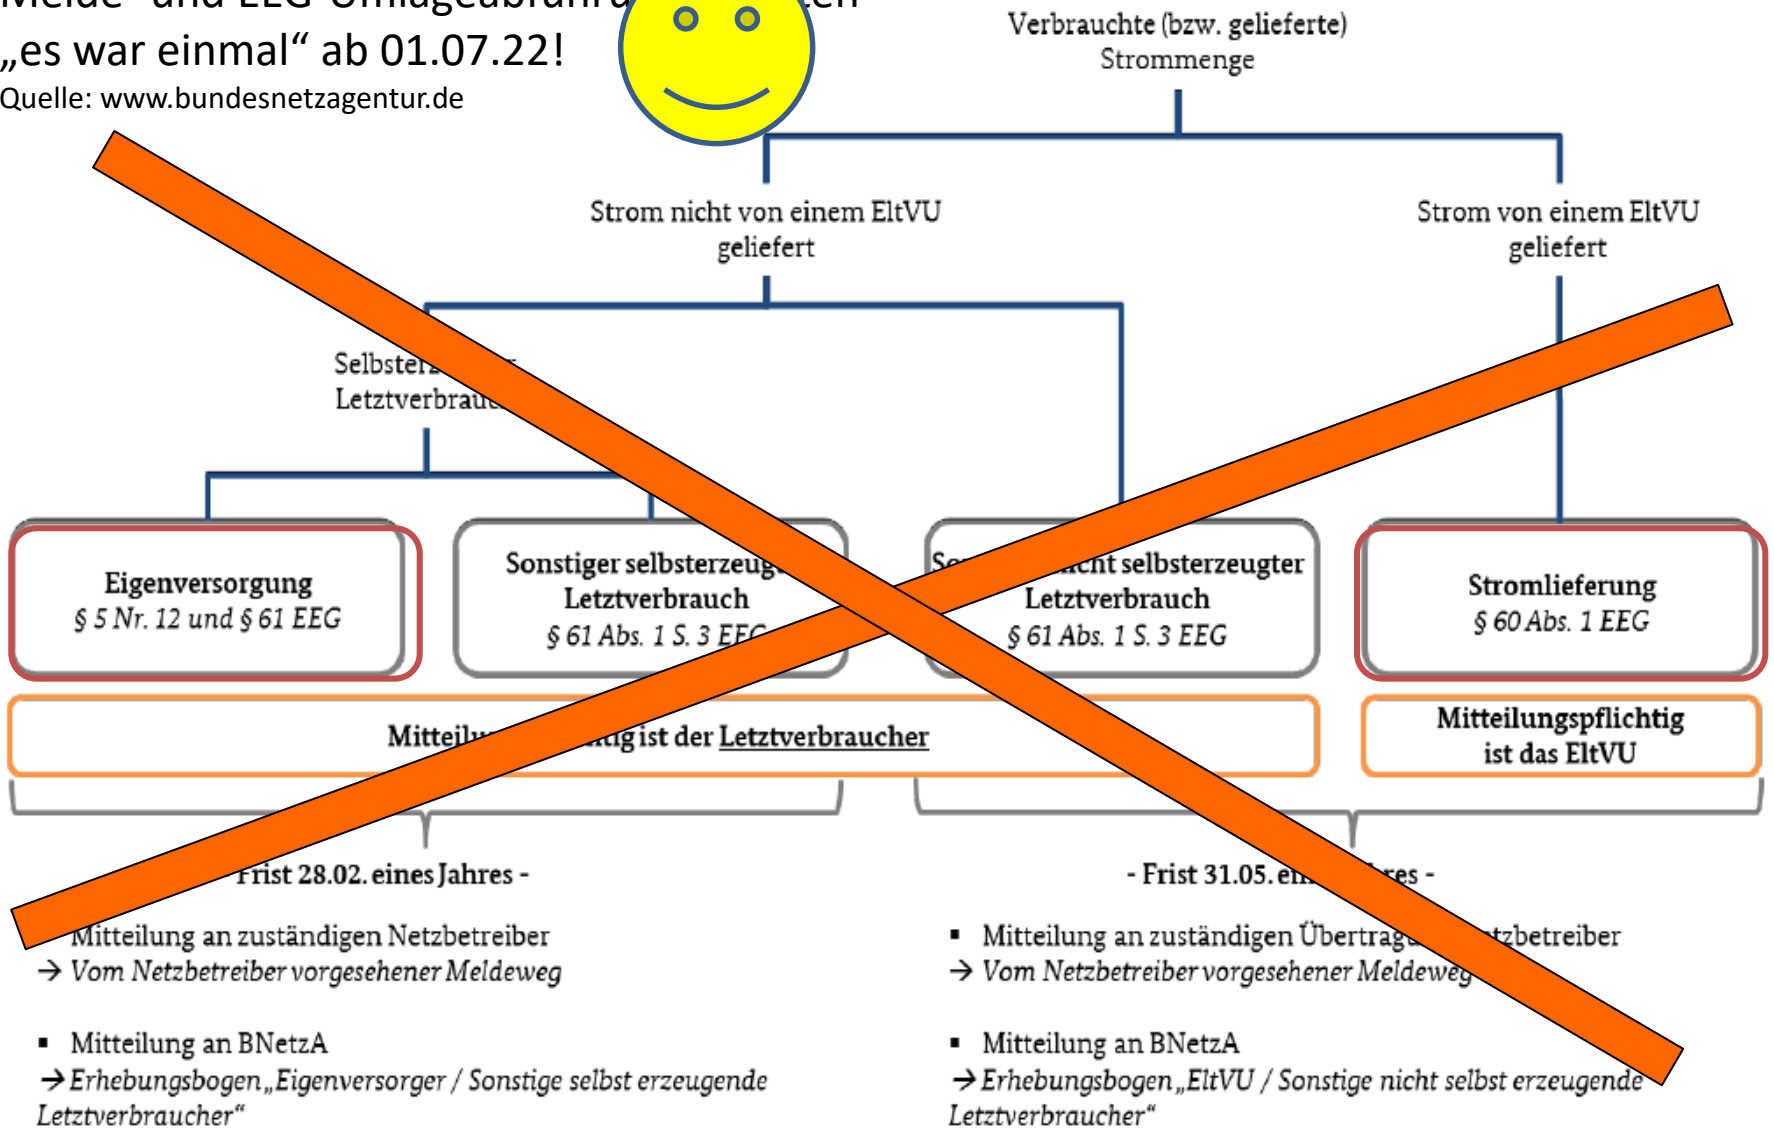 „es war einmal“ ab 01.07.22!
Quelle: www.bundesnetzagentur.de
Verbrauchte (bzw. gelieferte)
Strommenge
Strom nicht von einem EltVU
geliefert
Strom von einem EltVU
geliefert
Eigenversorgung
§ 5 Nr. 12 und § 61 EEG
Sonstiger
Letztverbrauch
§ 61 Abs. 1 S. 3 EEG
selbsterzeugter
Letztverbrauch
§ 61 Abs. 1 S. 3 EEG
Stromlieferung
§ 60 Abs. 1 EEG
ist der Letztverbraucher
Mitteilungspflichtig
ist das EltVU
Frist 28.02. eines Jahres -
Mitteilung an zuständigen Netzbetreiber
→ Vom Netzbetreiber vorgesehener Meldeweg
▪ Mitteilung an BNetzA
→ Erhebungsbogen „Eigenversorger / Sonstige selbst erzeugende
Letztverbraucher“
- Frist 31.05. -
▪ Mitteilung an zuständigen
→ Vom Netzbetreiber vorgesehener Meldeweg
▪ Mitteilung an BNetzA
→ Erhebungsbogen „EltVU / Sonstige nicht selbst erzeugende
Letztverbraucher“